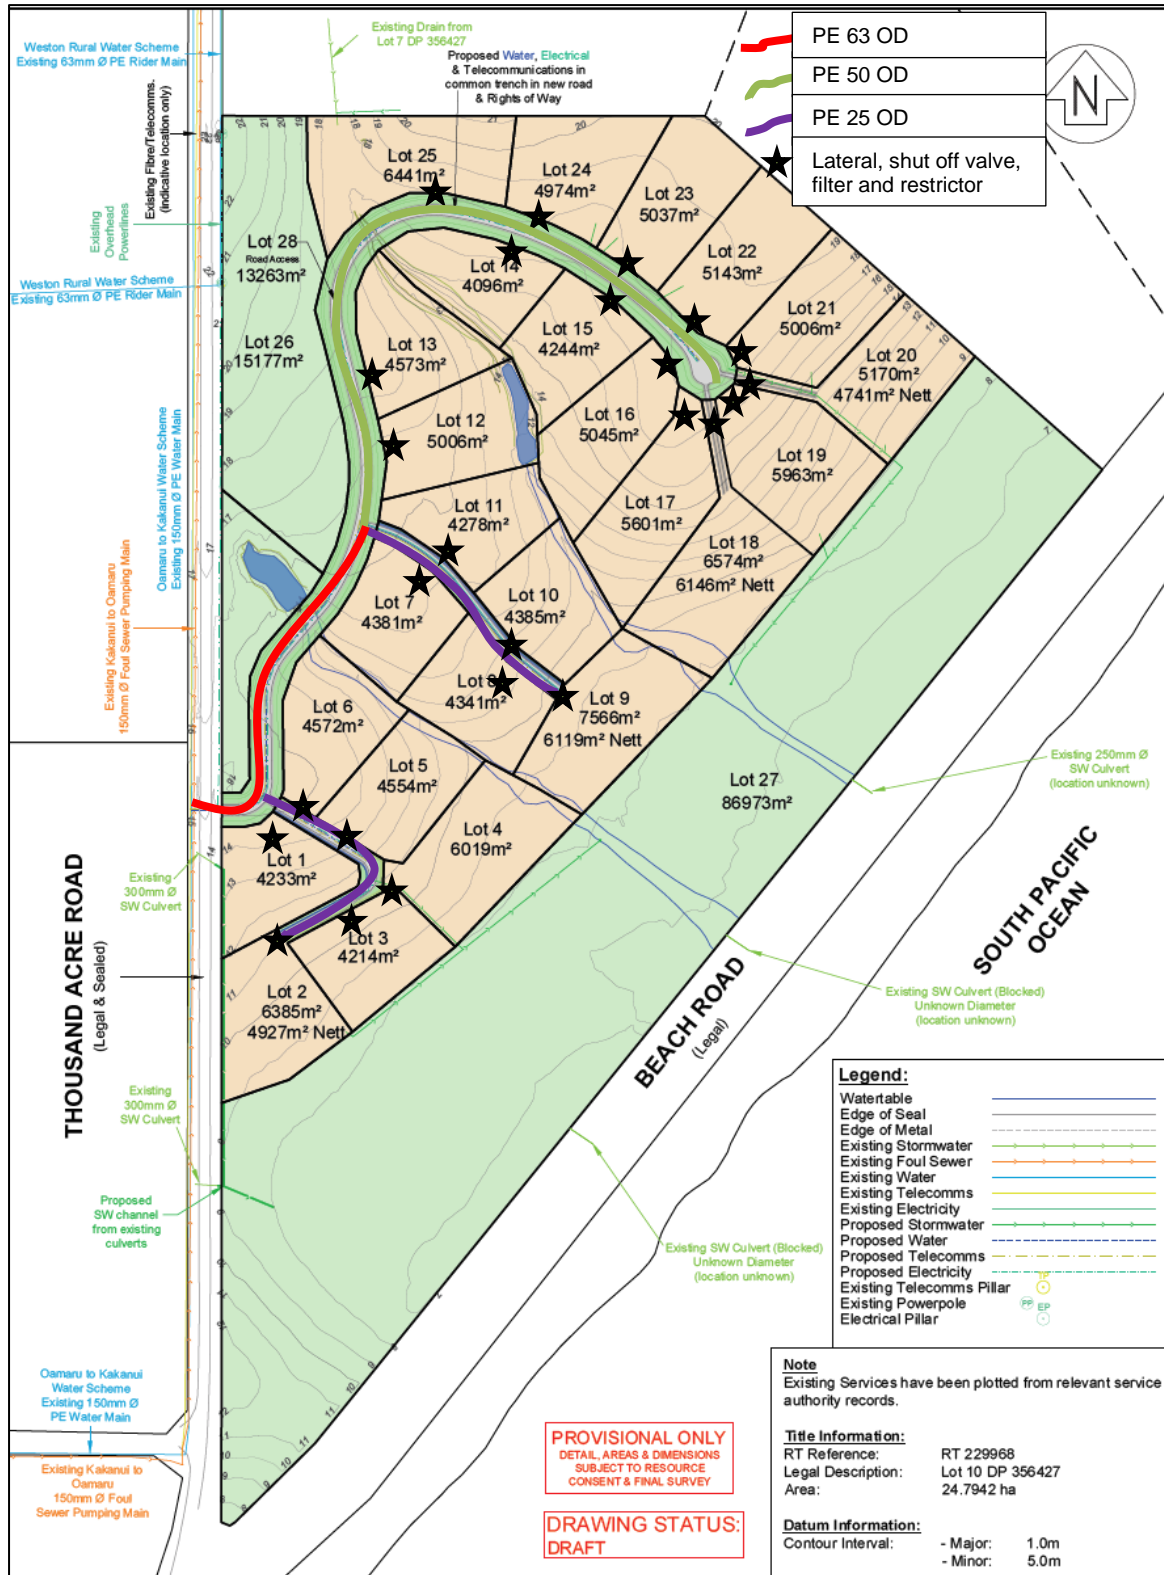 Existing Drain from
Lot 7 DP 356427
Weston Rural Water Scheme
Existing 63mm Ø PE Rider Main
Proposed Water, Electrical
& Telecommunications in
common trench in new road
& Rights of Way
PE 63 OD
PE 50 OD
PE 25 OD
Lateral, shut off valve,
filter and restrictor
N
Existing Fibre/Telecomms.
(Indicative location only)
Existing
Overhead
Powerlines
Weston Rural Water Scheme
Existing 63mm Ø PE Rider Main
Lot 25
6441m²
Lot 24
4974m²
Lot 23
5037m²
Lot 22
5143m²
Lot 21
5006m²
Lot 20
5170m²
4741m² Nett
Lot 28
Road Access
13263m²
Lot 14
4096m²
Lot 15
4244m²
Lot 13
4573m²
Lot 26
15177m²
Lot 12
5006m²
Lot 16
5045m²
Lot 19
5963m²
Lot 17
5601m²
Lot 11
4278m²
Lot 18
6574m²
6146m² Nett
Lot 7
4381m²
Lot 10
4385m²
Lot 8
4341m²
Lot 9
7566m²
6119m² Nett
Lot 6
4572m²
Lot 5
4554m²
Lot 4
6019m²
Lot 27
86973m²
Lot 1
4233m²
Lot 3
4214m²
Lot 2
6385m²
4927m² Nett
Oamaru to Kakanui Water Scheme
Existing 150mm Ø PE Water Main
Existing Kakanui to Oamaru
150mm Ø Foul Sewer Pumping Main
Existing 250mm Ø
SW Culvert
(location unknown)
THOUSAND ACRE ROAD
(Legal & Sealed)
Existing
300mm Ø
SW Culvert
SOUTH PACIFIC
OCEAN
BEACH ROAD
(Legal)
Existing SW Culvert (Blocked)
Unknown Diameter
(location unknown)
Existing
300mm Ø
SW Culvert
Proposed
SW channel
from existing
culverts
Existing SW Culvert (Blocked)
Unknown Diameter
(location unknown)
Legend:
Watertable
Edge of Seal
Edge of Metal
Existing Stormwater
Existing Foul Sewer
Existing Water
Existing Telecomms
Existing Electricity
Proposed Stormwater
Proposed Water
Proposed Telecomms
Proposed Electricity
Existing Telecomms Pillar TP
Existing Powerpole PP
Electrical Pillar EP
Oamaru to Kakanui
Water Scheme
Existing 150mm Ø
PE Water Main
Existing Kakanui to
Oamaru
150mm Ø Foul
Sewer Pumping Main
PROVISIONAL ONLY
DETAIL, AREAS & DIMENSIONS
SUBJECT TO RESOURCE
CONSENT & FINAL SURVEY
DRAWING STATUS:
DRAFT
Note
Existing Services have been plotted from relevant service
authority records.
Title Information:
RT Reference: RT 229968
Legal Description: Lot 10 DP 356427
Area: 24.7942 ha
Datum Information:
Contour Interval: - Major: 1.0m
- Minor: 5.0m